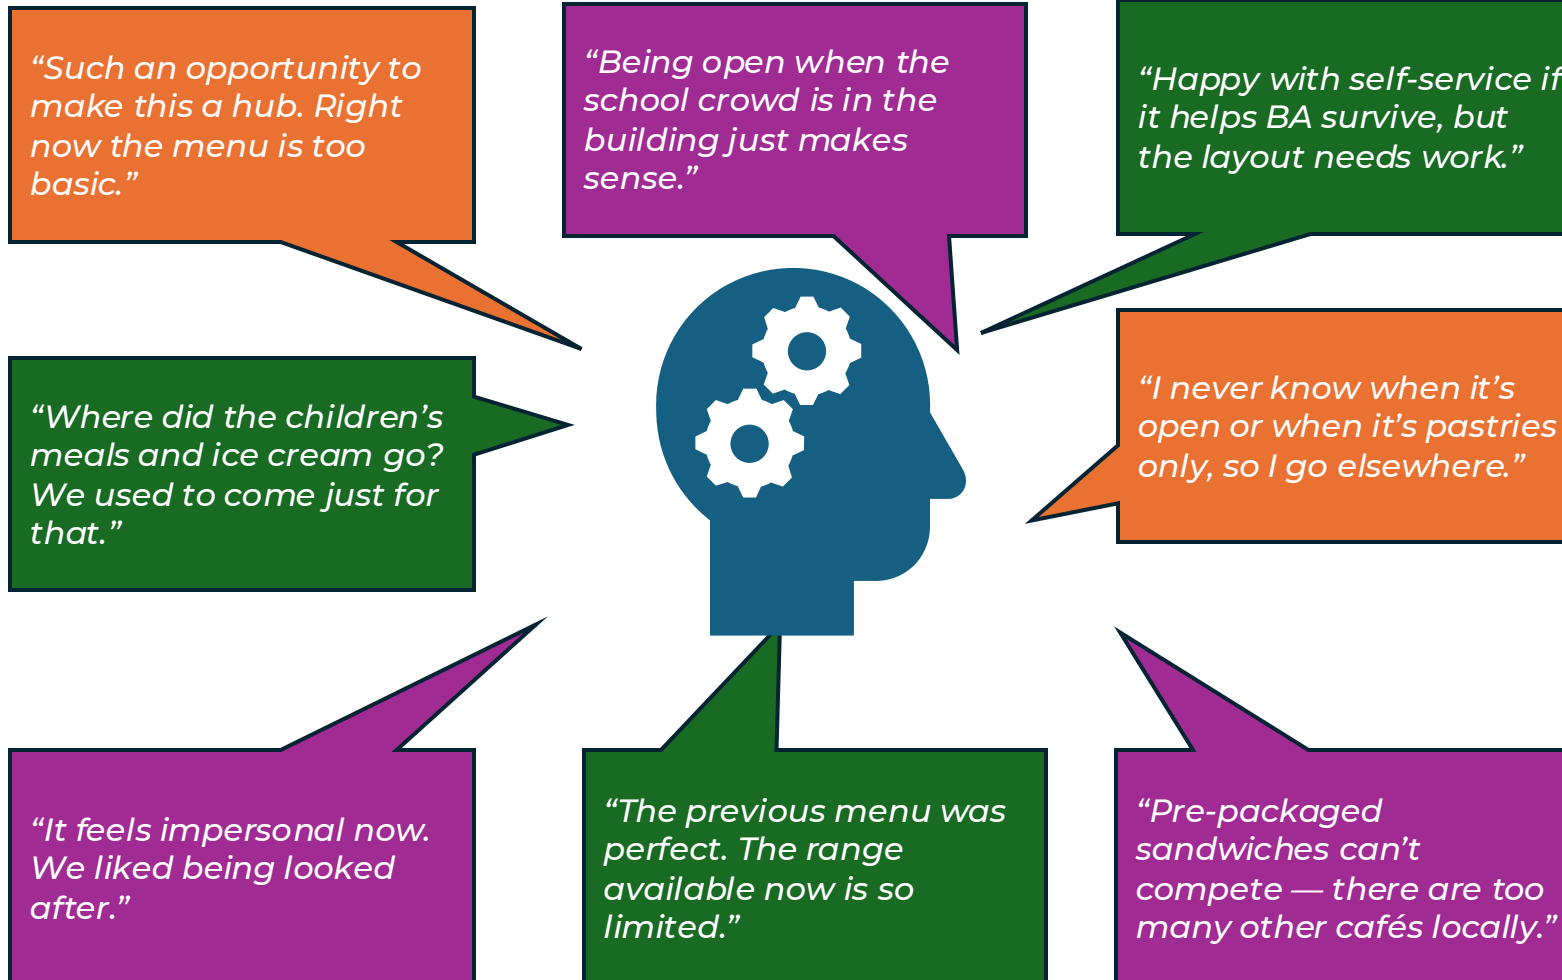 “Such an opportunity to
make this a hub. Right
now the menu is too
basic.”
“Being open when the
school crowd is in the
building just makes
sense.”
“Happy with self-service if
it helps BA survive, but
the layout needs work.”
“Where did the children’s
meals and ice cream go?
We used to come just for
that.”
“I never know when it’s
open or when it’s pastries
only, so I go elsewhere.”
“It feels impersonal now.
We liked being looked
after.”
“The previous menu was
perfect. The range
available now is so
limited.”
“Pre-packaged
sandwiches can’t
compete — there are too
many other cafés locally.”